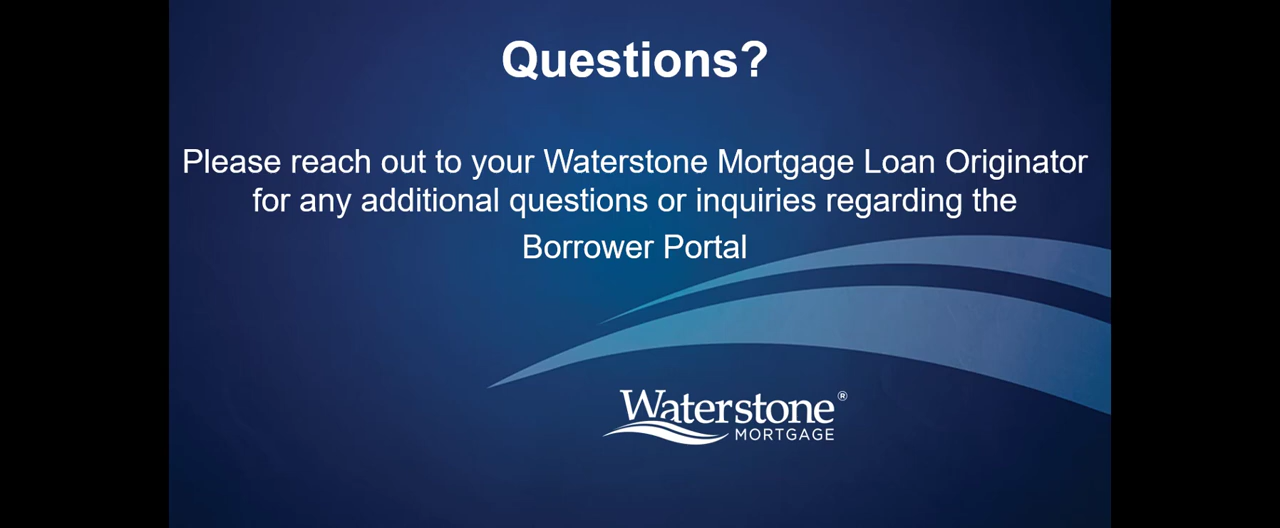 Questions?
Please reach out to your Waterstone Mortgage Loan Originator
for any additional questions or inquiries regarding the
Borrower Portal
Waterstone®
MORTGAGE